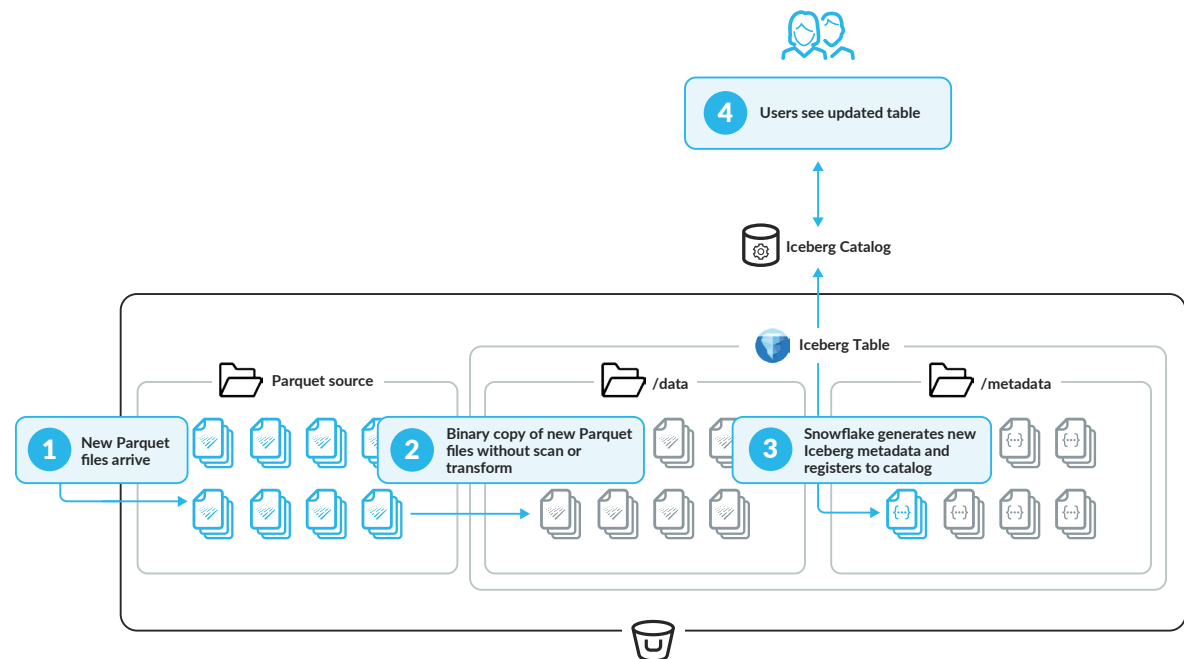 4
Users see updated table
Iceberg Catalog
Iceberg Table
Parquet source
/data
/metadata
1
New Parquet
files arrive
2
Binary copy of new Parquet
files without scan or
transform
3
Snowflake generates new
Iceberg metadata and
registers to catalog